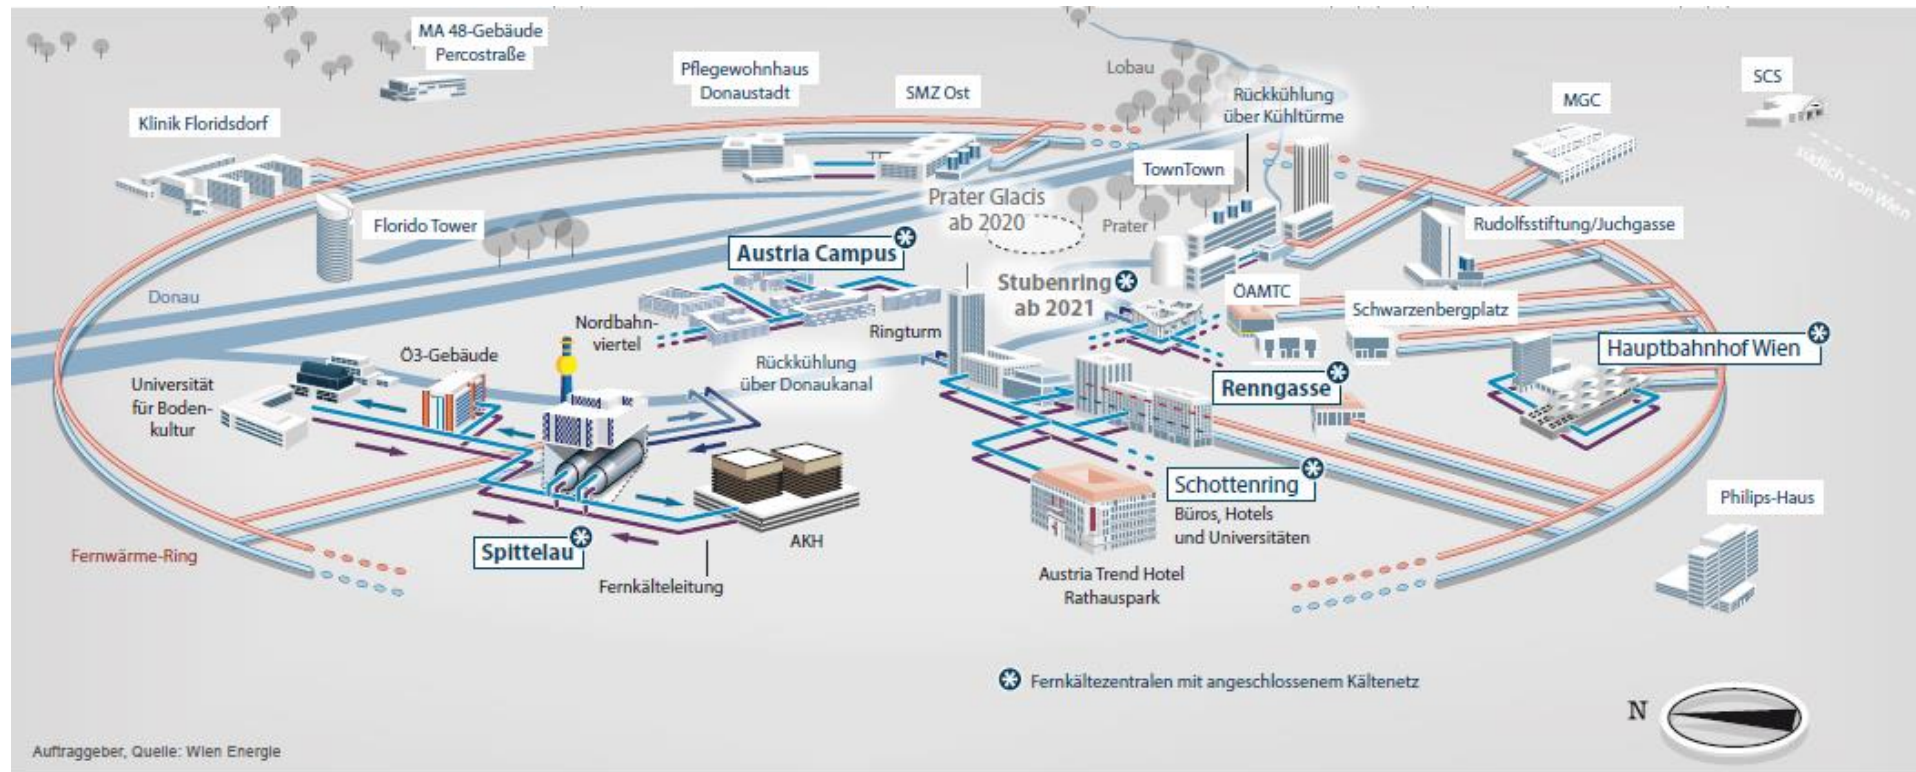 MA 48-Gebäude
Percostraße
Klinik Floridsdorf
Pflegewohnhaus
Donaustadt
SMZ Ost
Lobau
Rückkühlung
über Kühltürme
MGC
SCS
südlich von Wien
TownTown
Prater Glacis
ab 2020
Prater
Rudolfsstiftung/Juchgasse
Florido Tower
Austria Campus
Stubenring
ab 2021
ÖAMTC
Schwarzenbergplatz
Donau
Nordbahn-
viertel
Ringturm
Hauptbahnhof Wien
Ö3-Gebäude
Rückkühlung
über Donaukanal
Renngasse
Universität
für Boden-
kultur
Schottenring
Büros, Hotels
und Universitäten
Philips-Haus
Fernwärme-Ring
Spittelau
AKH
Fernkälteleitung
Austria Trend Hotel
Rathauspark
Fernkältezentralen mit angeschlossenem Kältenetz
N
Auftraggeber, Quelle: Wien Energie